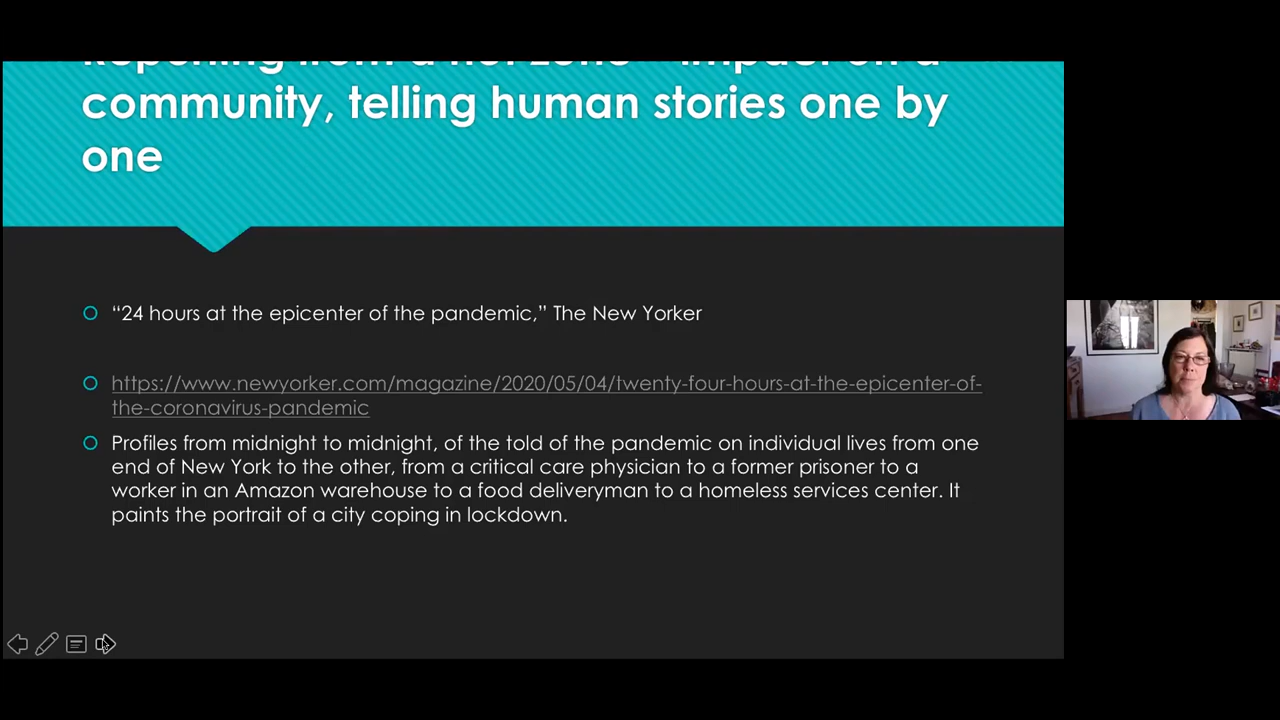 Reporting from a hot zone – impact on a
community, telling human stories one by
one
“24 hours at the epicenter of the pandemic,” The New Yorker
https://www.newyorker.com/magazine/2020/05/04/twenty-four-hours-at-the-epicenter-of-
the-coronavirus-pandemic
Profiles from midnight to midnight, of the told of the pandemic on individual lives from one
end of New York to the other, from a critical care physician to a former prisoner to a
worker in an Amazon warehouse to a food deliveryman to a homeless services center. It
paints the portrait of a city coping in lockdown.